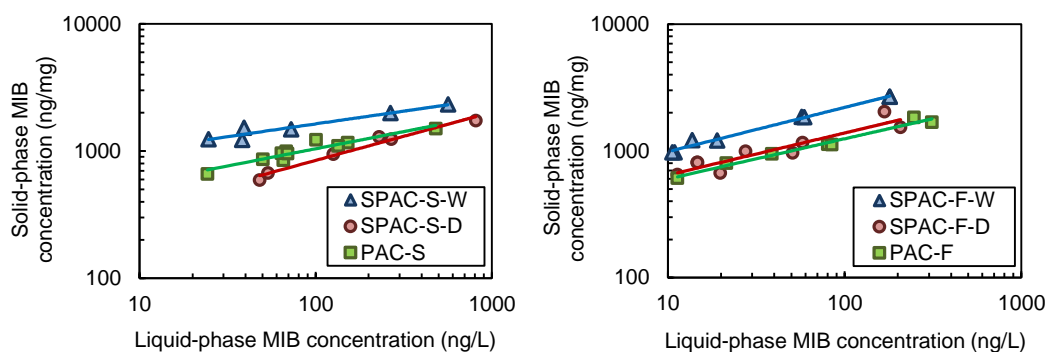 Solid-phase MIB
concentration (ng/mg)
10000
1000
100
SPAC-S-W
SPAC-S-D
PAC-S
10 100 1000
Liquid-phase MIB concentration (ng/L)
Solid-phase MIB
concentration (ng/mg)
10000
1000
100
SPAC-F-W
SPAC-F-D
PAC-F
10 100 1000
Liquid-phase MIB concentration (ng/L)